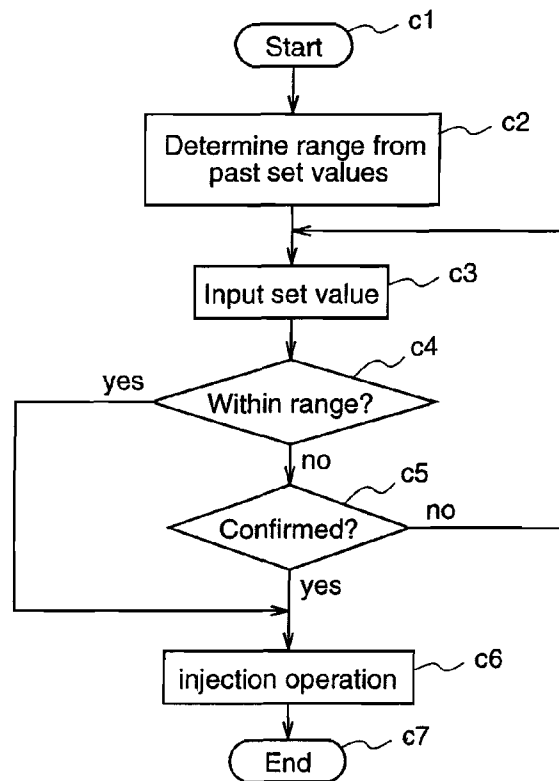 Start
c1
Determine range from
past set values
c2
Input set value
c3
Within range?
c4
yes
no
Confirmed?
c5
no
yes
injection operation
c6
End
c7